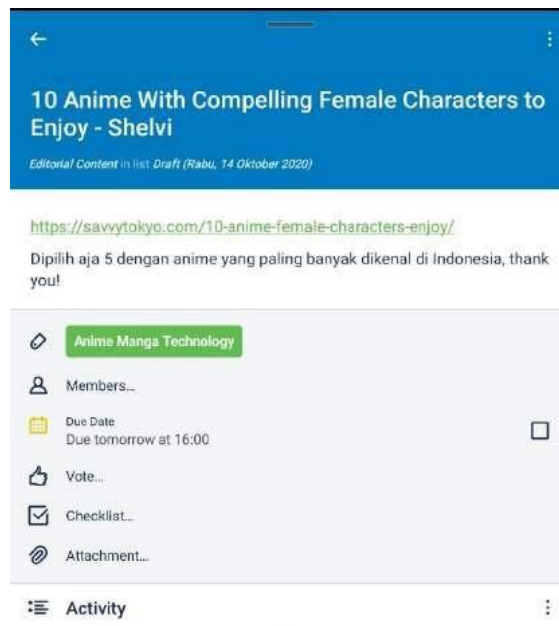 10 Anime With Compelling Female Characters to
Enjoy - Shelvi
Editorial Content in list Draft (Rabu, 14 Oktober 2020)
https://savvytokyo.com/10-anime-female-characters-enjoy/
Dipilih aja 5 dengan anime yang paling banyak dikenal di Indonesia, thank
you!
Anime Manga Technology
Members...
Due Date
Due tomorrow at 16:00
Vote...
Checklist...
Attachment...
Activity